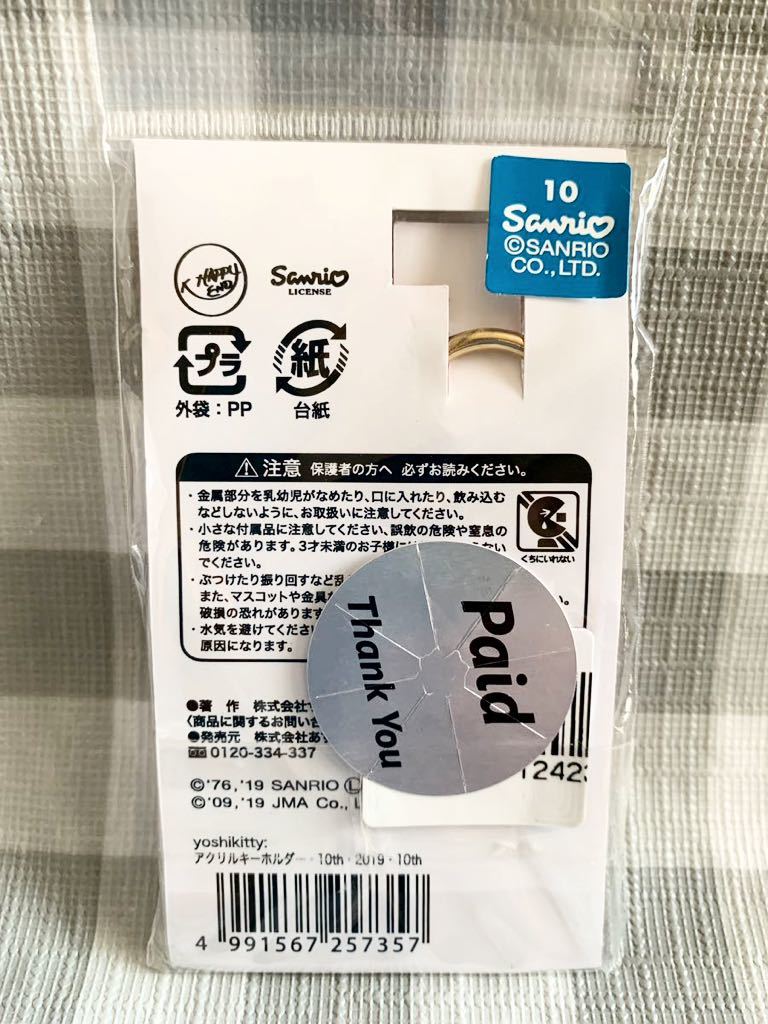 10
Sanrio
©SANRIO
CO.,LTD.
HAPPY
END
Sanrio
LICENSE
プラ
紙
外袋：PP
台紙
注意 保護者の方へ 必ずお読みください。
・金属部分を乳幼児がなめたり、口に入れたり、飲み込む
などしないように、お取扱いに注意してください。
・小さな付属品に注意してください、誤飲の危険や窒息の
危険があります。3才未満のお子様に
でください。
くちにいれない
・ぶつけたり振り回すなど乱
また、マスコットや金具
い。
破損の恐れがあります
・水気を避けてくださ
原因になります。
Paid
Thank You
●著 作 株式会社
〈商品に関するお問い合
●発売元 株式会社あ
0120-334-337
1242
©'76,'19 SANRIO Ⓛ
©'09,'19 JMA Co., L
yoshikitty:
アクリルキーホルダー・10th・2019・10th
4 991567 257357